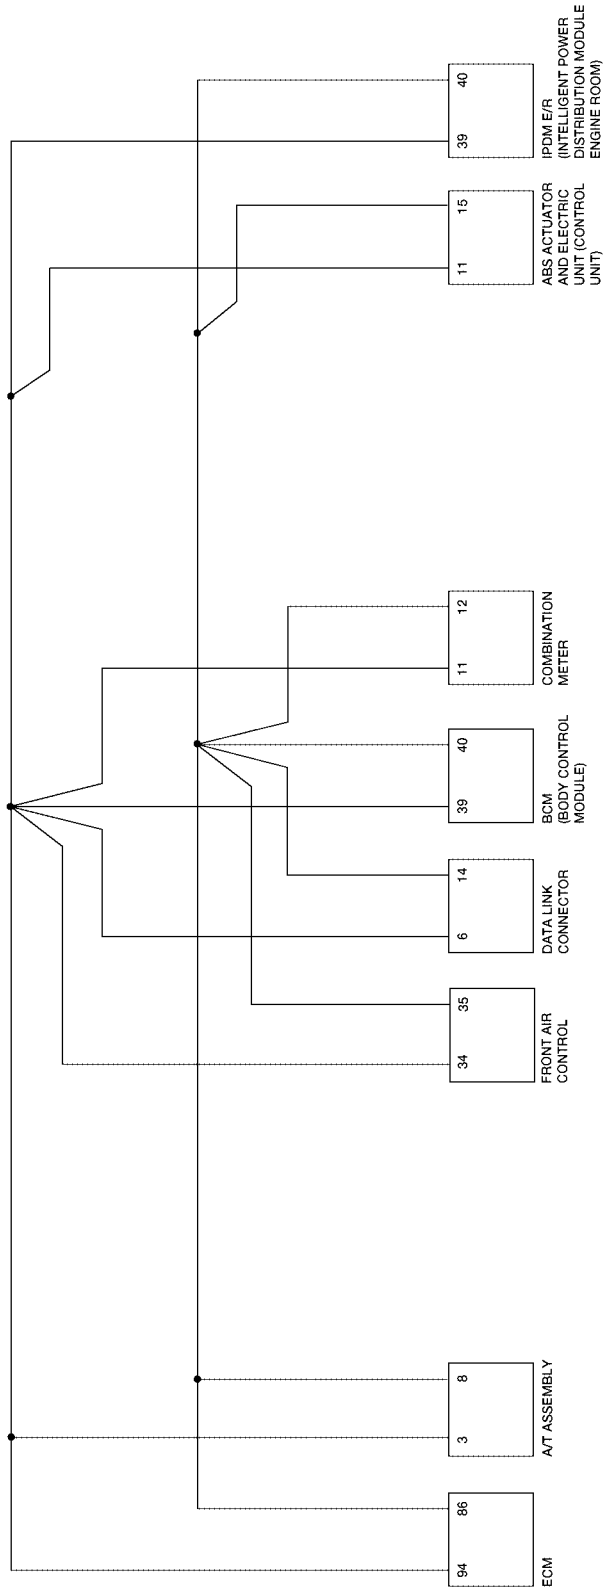 94
86
ECM
3
8
A/T ASSEMBLY
34
35
FRONT AIR
CONTROL
6
14
DATA LINK
CONNECTOR
39
40
BCM
(BODY CONTROL
MODULE)
11
12
COMBINATION
METER
11
15
ABS ACTUATOR
AND ELECTRIC
UNIT (CONTROL
UNIT)
39
40
IPDM E/R
(INTELLIGENT POWER
DISTRIBUTION MODULE
ENGINE ROOM)